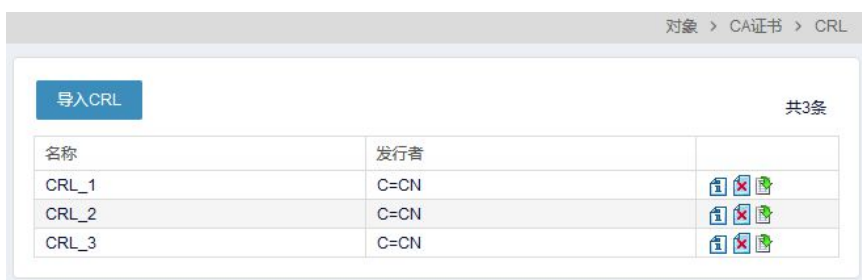 对象 > CA证书 > CRL
导入CRL
共3条
名称 发行者
CRL_1 C=CN
CRL_2 C=CN
CRL_3 C=CN